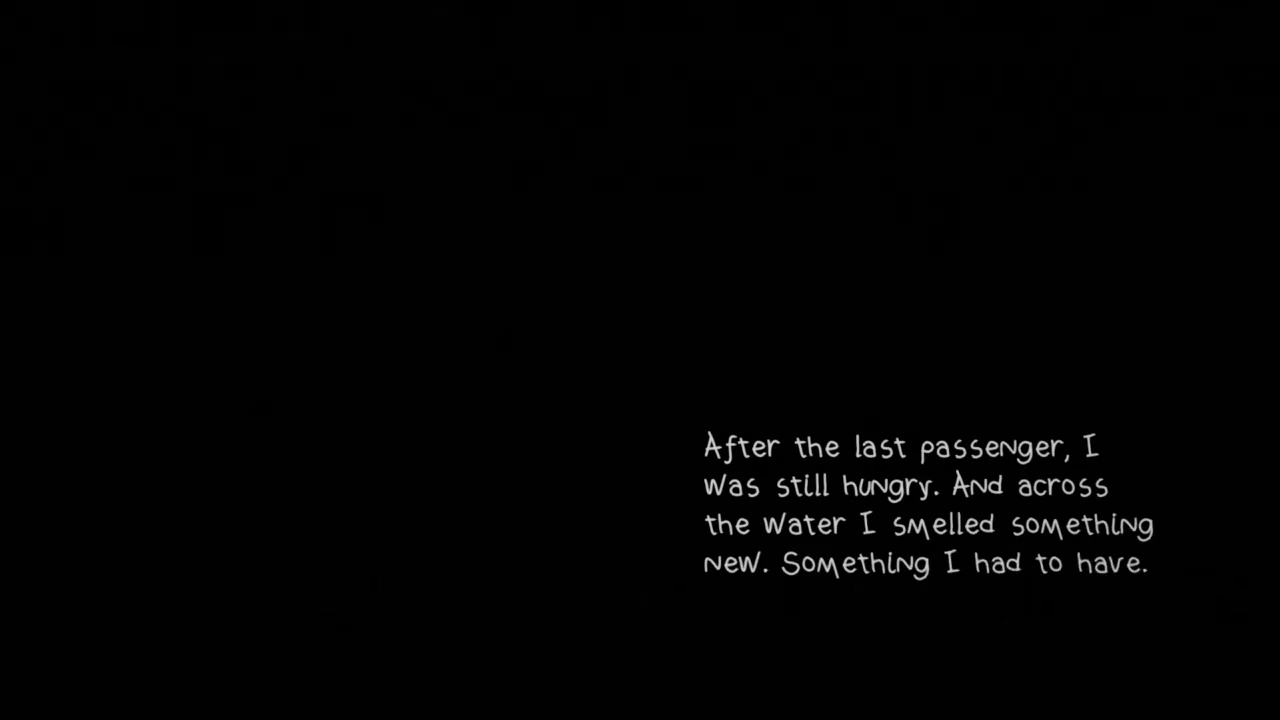 After the last passenger, I
was still hungry. And across
the water I smelled something
new. Something I had to have.